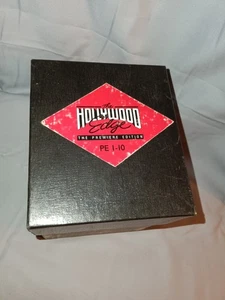 The
HOLLYWOOD
Edge
THE PREMIERE EDITION
PE 1-10